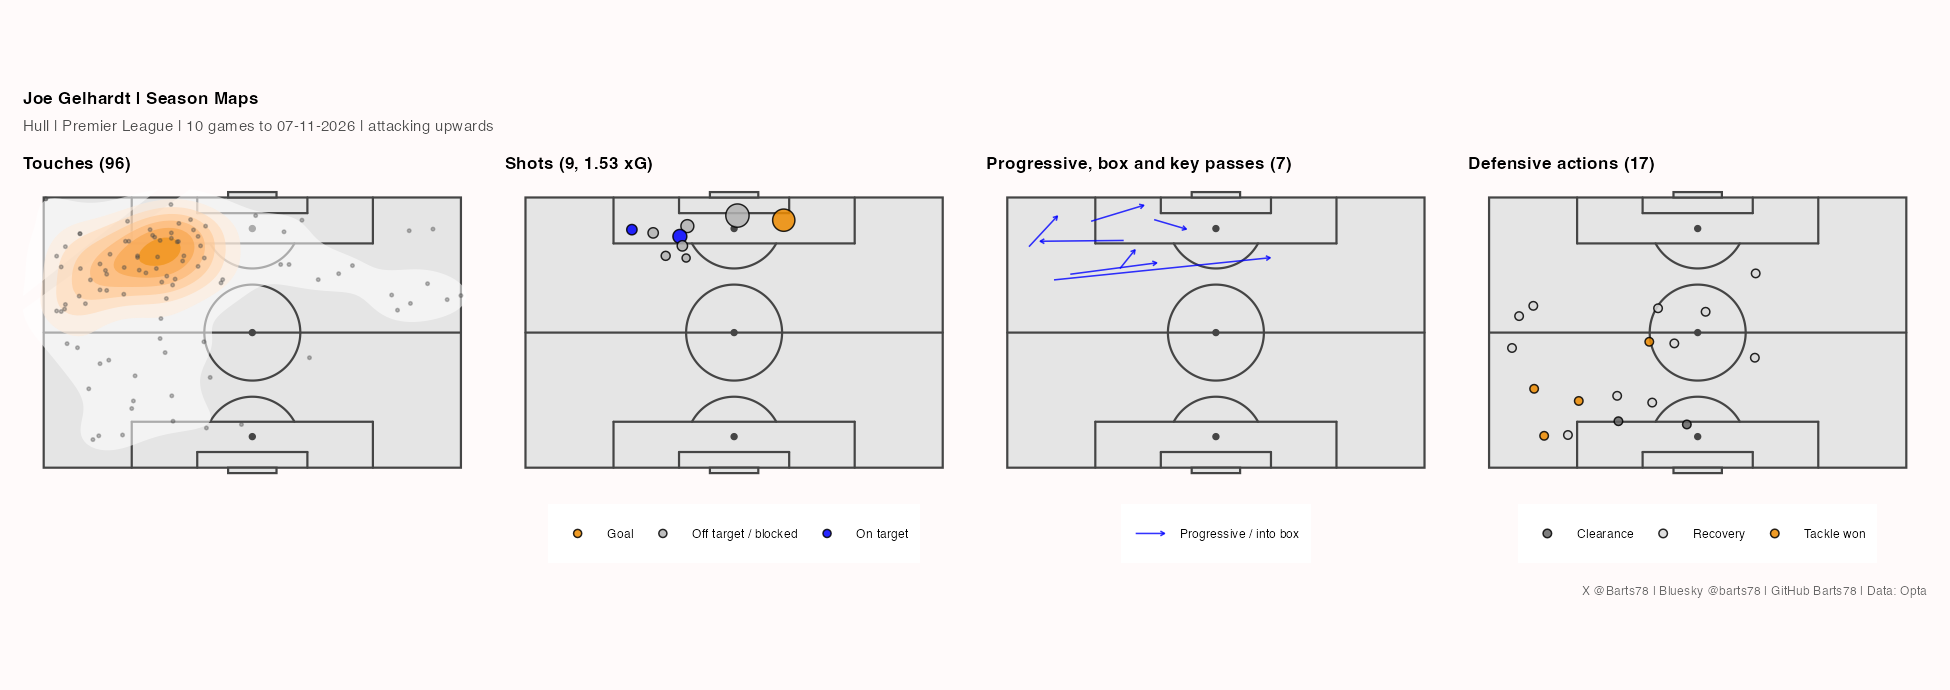 Joe Gelhardt | Season Maps
Hull | Premier League | 10 games to 07-11-2026 | attacking upwards
Touches (96)
Shots (9, 1.53 xG)
Progressive, box and key passes (7)
Defensive actions (17)
Goal
Off target / blocked
On target
Progressive / into box
Clearance
Recovery
Tackle won
X @Barts78 | Bluesky @barts78 | GitHub Barts78 | Data: Opta